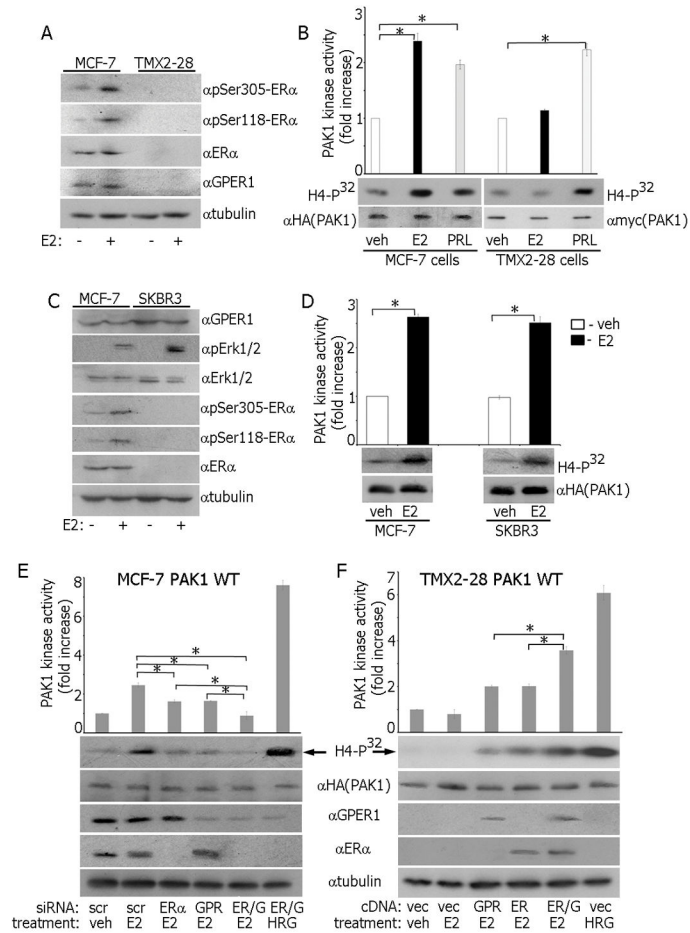 A
MCF-7 TMX2-28
αpSer305-ERα
αpSer118-ERα
αERα
αGPER1
αtubulin
E2: - + - +
B
PAK1 kinase activity
(fold increase)
3
2
1
0
*
*
*
H4-P32
H4-P32
αHA(PAK1)
αmyc(PAK1)
veh E2 PRL veh E2 PRL
MCF-7 cells TMX2-28 cells
C
MCF-7 SKBR3
αGPER1
αpErk1/2
αErk1/2
αpSer305-ERα
αpSer118-ERα
αERα
αtubulin
E2: - + - +
D
PAK1 kinase activity
(fold increase)
3
2
1
0
*
*
- veh
- E2
H4-P32
αHA(PAK1)
veh E2 veh E2
MCF-7 SKBR3
E
MCF-7 PAK1 WT
PAK1 kinase activity
(fold increase)
8
6
4
2
0
*
*
*
*
*
F
TMX2-28 PAK1 WT
PAK1 kinase activity
(fold increase)
6
4
2
0
*
*
H4-P32
αHA(PAK1)
αGPER1
αERα
αtubulin
siRNA: scr scr ERα GPR ER/G ER/G
treatment: veh E2 E2 E2 E2 HRG
cDNA: vec vec GPR ER ER/G vec
treatment: veh E2 E2 E2 E2 HRG